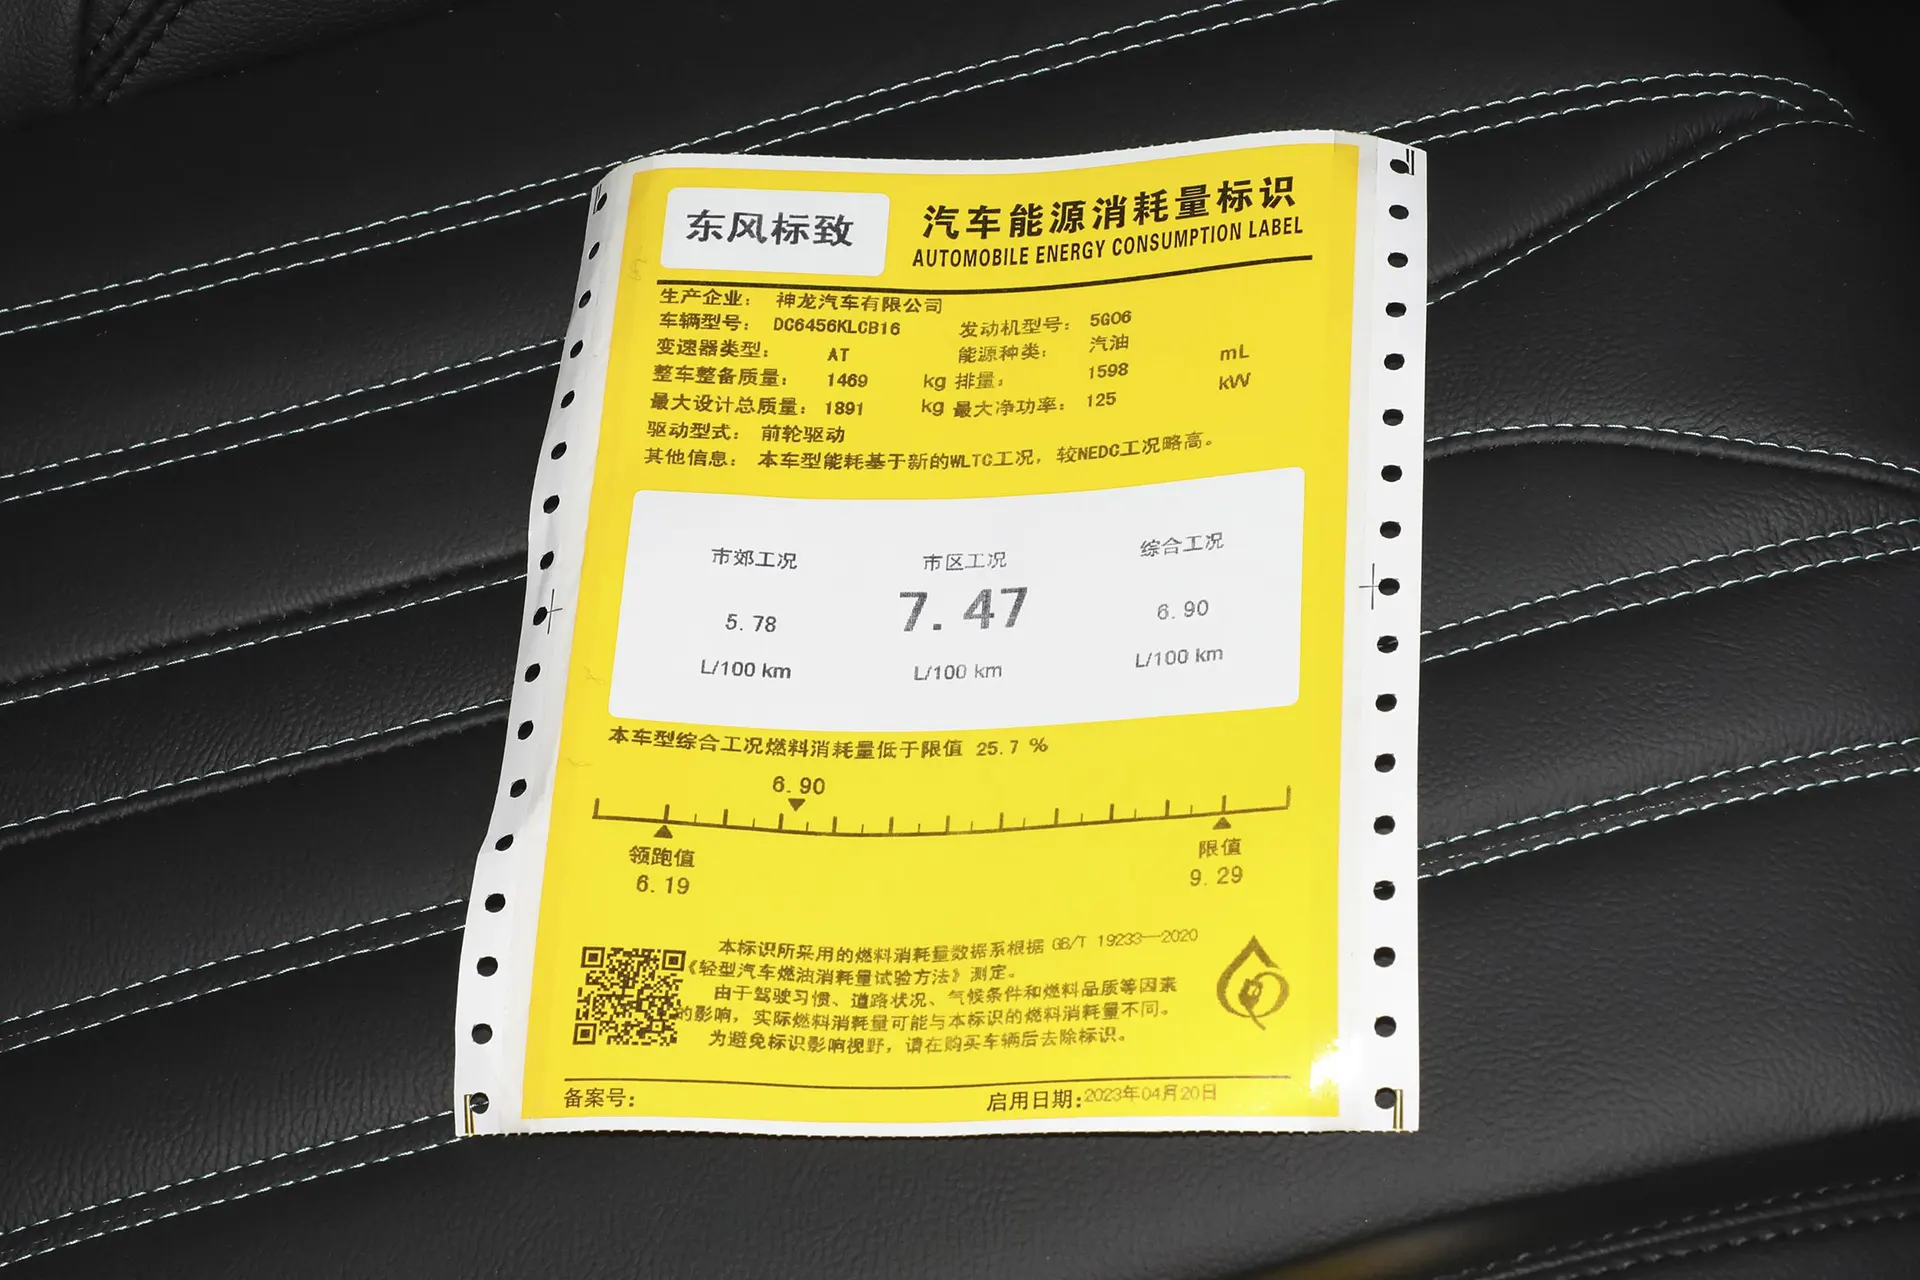 东风标致
汽车能源消耗量标识
AUTOMOBILE ENERGY CONSUMPTION LABEL
生产企业： 神龙汽车有限公司
车辆型号： DC6456KLCB16 发动机型号： 5G06
变速器类型： AT 能源种类： 汽油
整车整备质量： 1469 kg 排量： 1598 mL
最大设计总质量： 1891 kg 最大净功率： 125 kW
驱动型式： 前轮驱动
其他信息： 本车型能耗基于新的WLTC工况，较NEDC工况略高。
市郊工况 市区工况 综合工况
5.78 7.47 6.90
L/100 km L/100 km L/100 km
本车型综合工况燃料消耗量低于限值 25.7 %
6.90
领跑值 限值
6.19 9.29
本标识所采用的燃料消耗量数据系根据 GB/T 19233—2020
《轻型汽车燃油消耗量试验方法》测定。
由于驾驶习惯、道路状况、气候条件和燃料品质等因素
的影响，实际燃料消耗量可能与本标识的燃料消耗量不同。
为避免标识影响视野，请在购买车辆后去除标识。
备案号： 启用日期：2023年04月20日